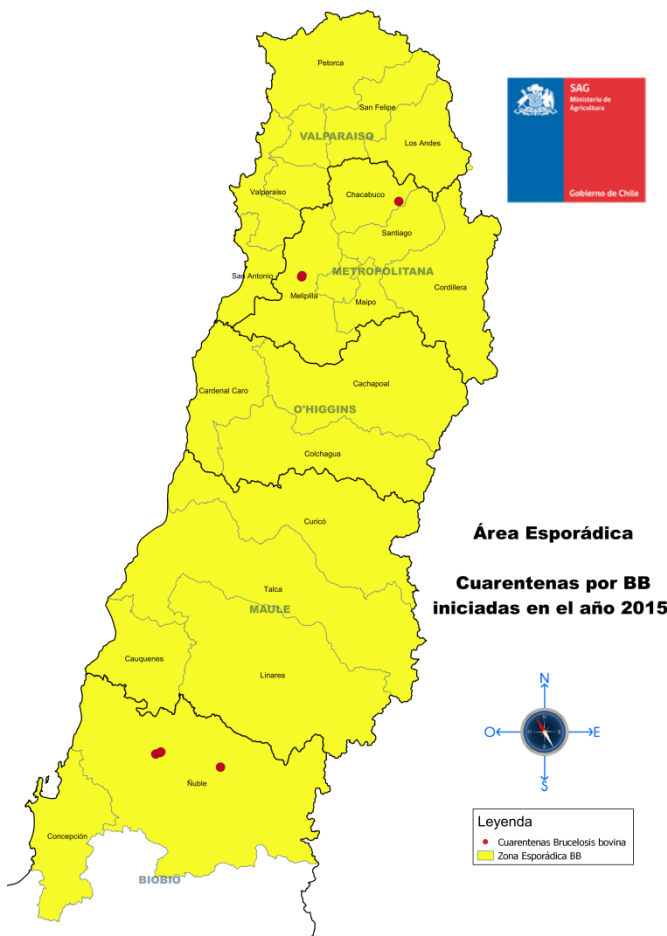 Petorca
San Felipe
VALPARAISO
Los Andes
Valparaíso
Chacabuco
Santiago
San Antonio
METROPOLITANA
Melipilla
Maipo
Cordillera
Cardenal Caro
Cachapoal
O'HIGGINS
Colchagua
Curicó
Talca
MAULE
Cauquenes
Linares
Ñuble
Concepción
BIOBIO
SAG
Ministerio de
Agricultura
Gobierno de Chile
Área Esporádica
Cuarentenas por BB
iniciadas en el año 2015
N
O
E
S
Leyenda
Cuarentenas Brucelosis bovina
Zona Esporádica BB